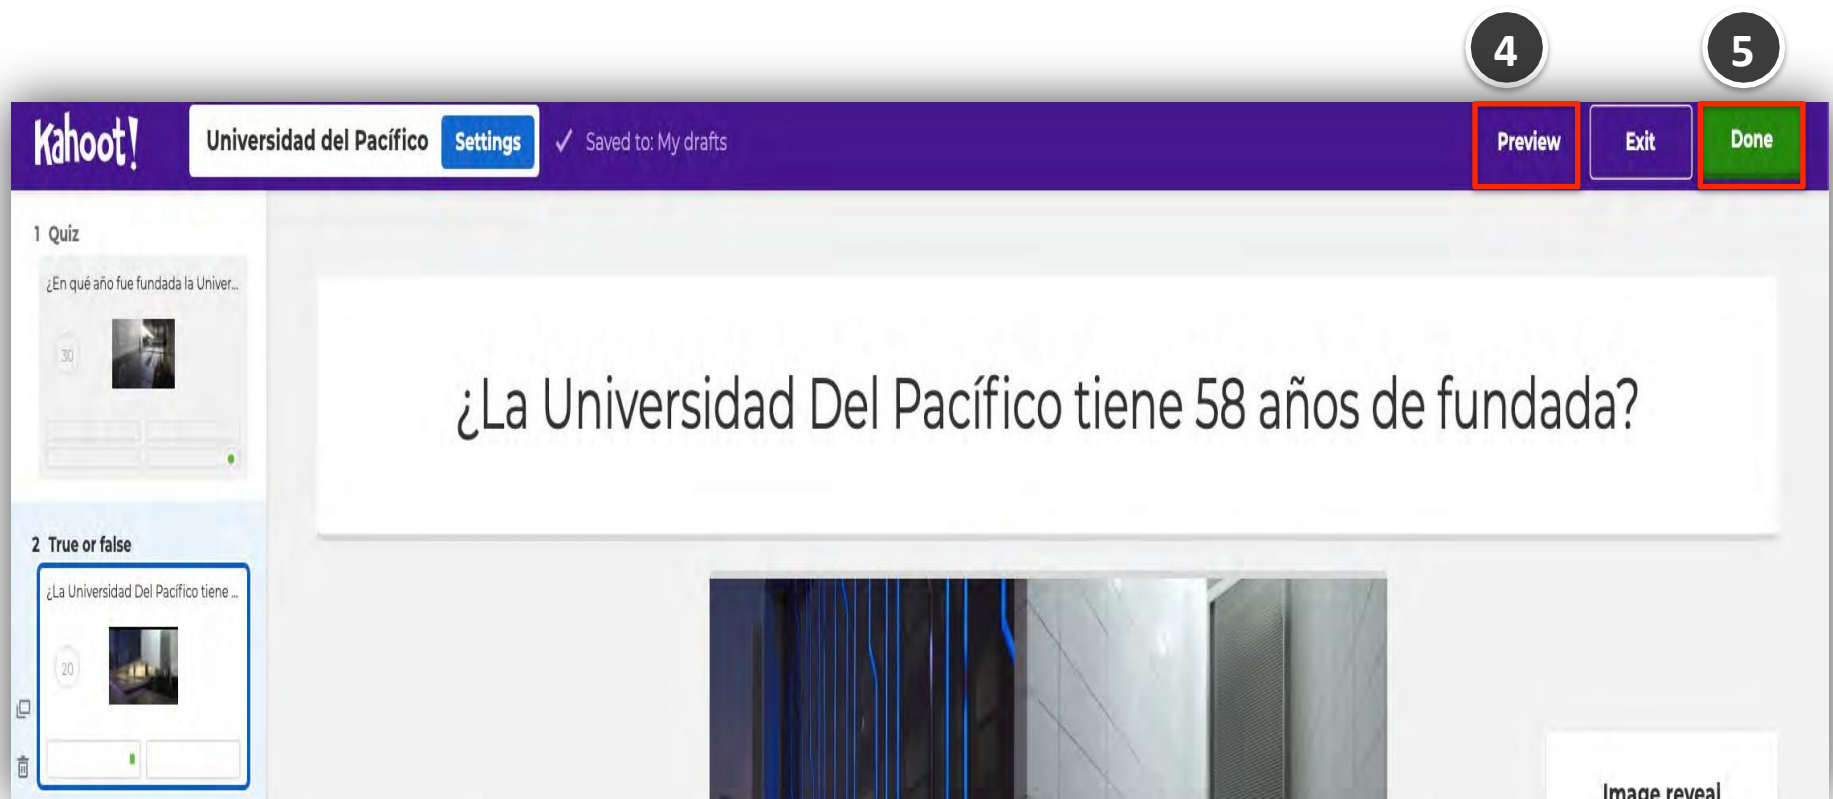 4 5
Kahoot! Universidad del Pacífico Settings ✓ Saved to: My drafts Preview Exit Done
1 Quiz
¿En qué año fue fundada la Univer...
30
2 True or false
¿La Universidad Del Pacífico tiene ...
20
¿La Universidad Del Pacífico tiene 58 años de fundada?
Image reveal